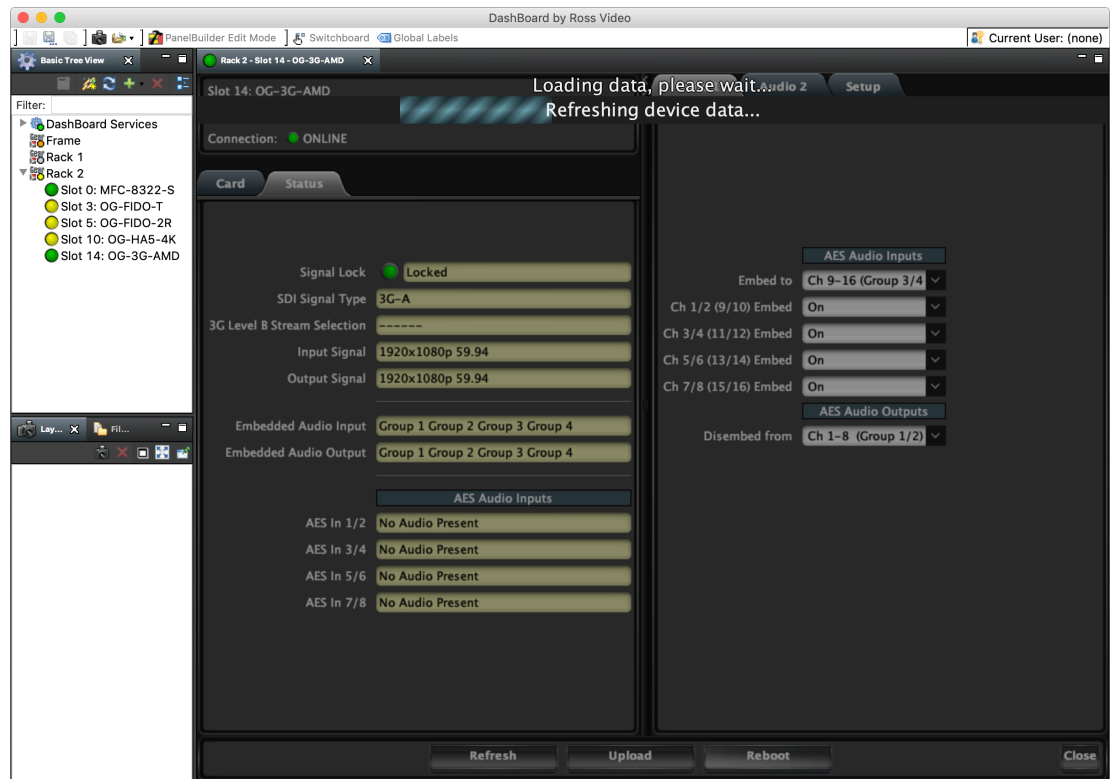 DashBoard by Ross Video
PanelBuilder Edit Mode Switchboard Global Labels Current User: (none)
Basic Tree View
Rack 2 - Slot 14 - OG-3G-AMD
Filter:
DashBoard Services
Frame
Rack 1
Rack 2
Slot 0: MFC-8322-S
Slot 3: OG-FIDO-T
Slot 5: OG-FIDO-2R
Slot 10: OG-HA5-4K
Slot 14: OG-3G-AMD
Lay... Fil...
Slot 14: OG-3G-AMD
Loading data, please wait...
Refreshing device data...
Connection: ONLINE
Card Status
Signal Lock Locked
SDI Signal Type 3G-A
3G Level B Stream Selection ------
Input Signal 1920x1080p 59.94
Output Signal 1920x1080p 59.94
Embedded Audio Input Group 1 Group 2 Group 3 Group 4
Embedded Audio Output Group 1 Group 2 Group 3 Group 4
AES Audio Inputs
AES In 1/2 No Audio Present
AES In 3/4 No Audio Present
AES In 5/6 No Audio Present
AES In 7/8 No Audio Present
Audio 2 Setup
AES Audio Inputs
Embed to Ch 9-16 (Group 3/4
Ch 1/2 (9/10) Embed On
Ch 3/4 (11/12) Embed On
Ch 5/6 (13/14) Embed On
Ch 7/8 (15/16) Embed On
AES Audio Outputs
Disembed from Ch 1-8 (Group 1/2)
Refresh Upload Reboot Close